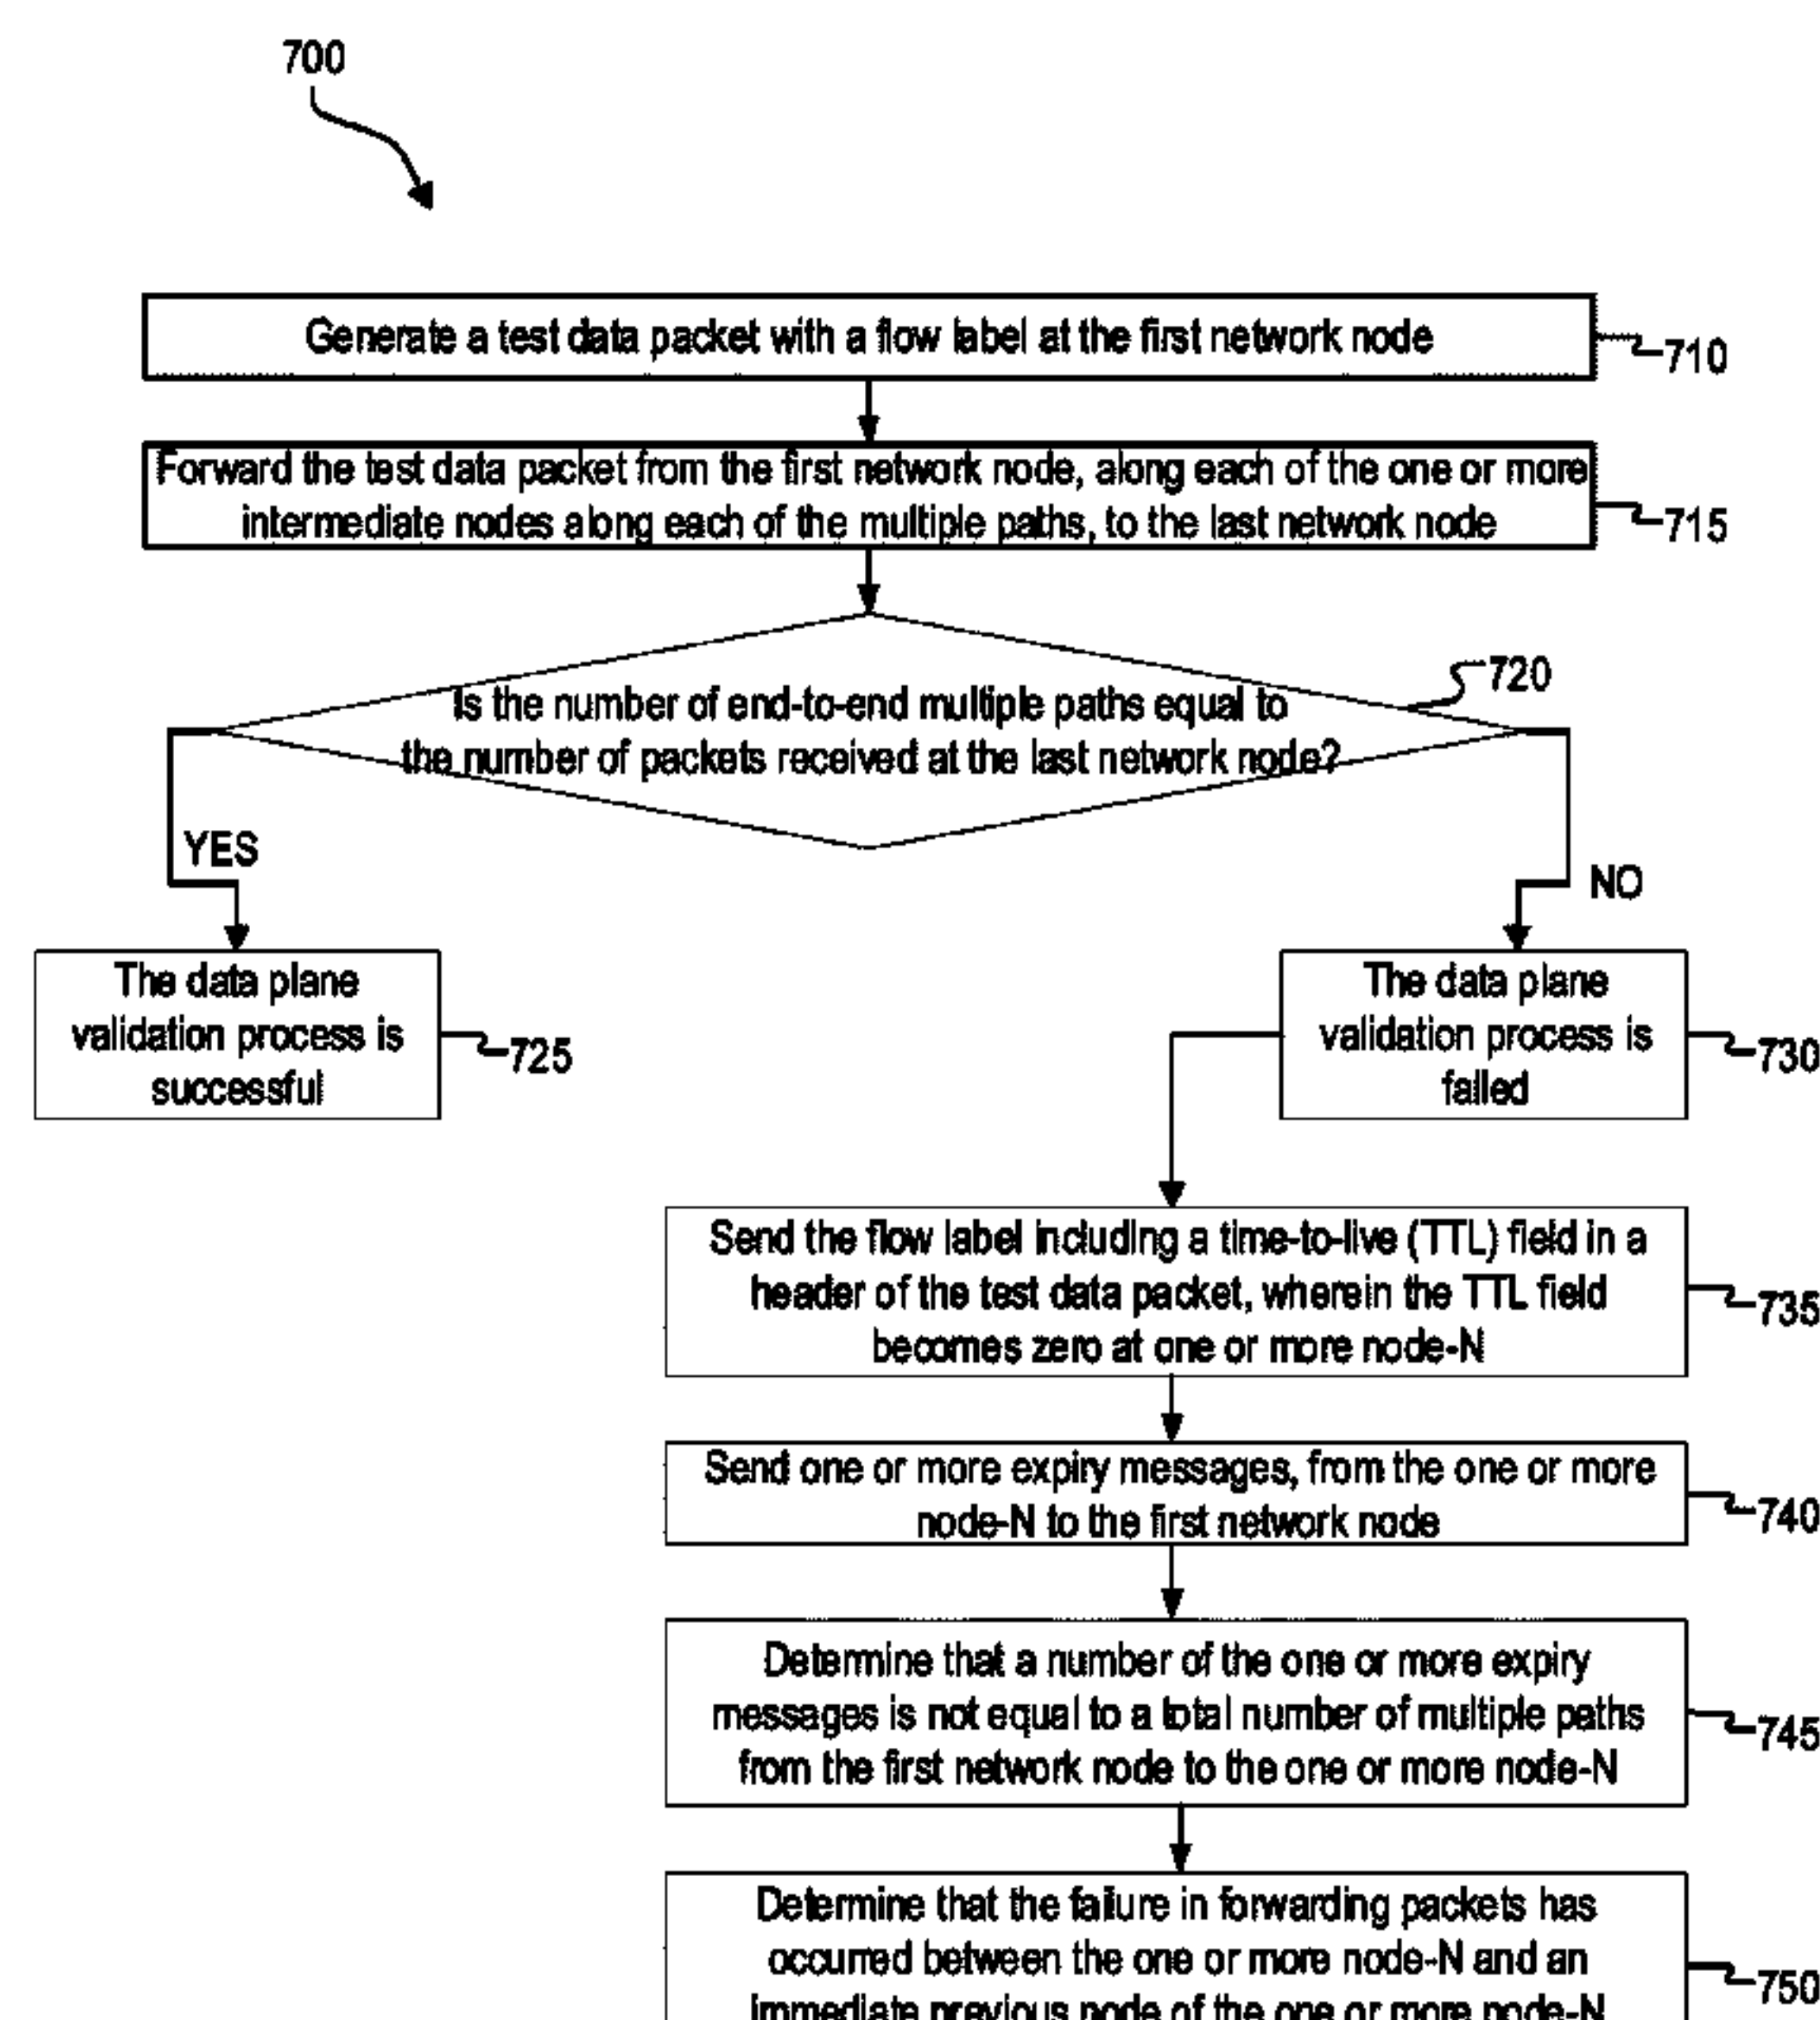 700
Generate a test data packet with a flow label at the first network node
710
Forward the test data packet from the first network node, along each of the one or more
intermediate nodes along each of the multiple paths, to the last network node
715
720
Is the number of end-to-end multiple paths equal to
the number of packets received at the last network node?
YES
NO
The data plane
validation process is
successful
725
The data plane
validation process is
failed
730
Send the flow label including a time-to-live (TTL) field in a
header of the test data packet, wherein the TTL field
becomes zero at one or more node-N
735
Send one or more expiry messages, from the one or more
node-N to the first network node
740
Determine that a number of the one or more expiry
messages is not equal to a total number of multiple paths
from the first network node to the one or more node-N
745
Determine that the failure in forwarding packets has
occurred between the one or more node-N and an
immediate previous node of the one or more node-N
750